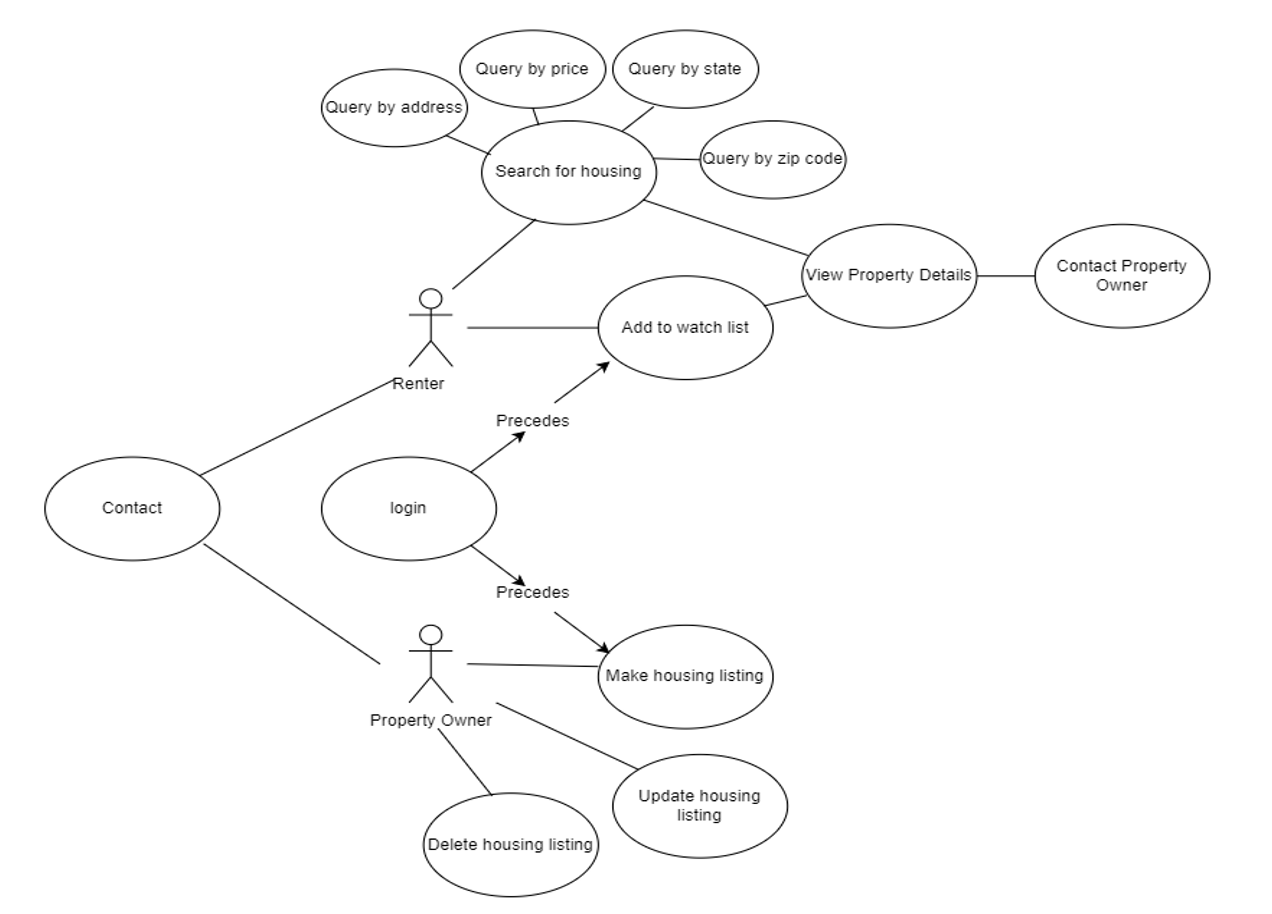 Query by price
Query by state
Query by address
Query by zip code
Search for housing
View Property Details
Contact Property
Owner
Add to watch list
Renter
Precedes
Contact
login
Precedes
Make housing listing
Property Owner
Update housing
listing
Delete housing listing